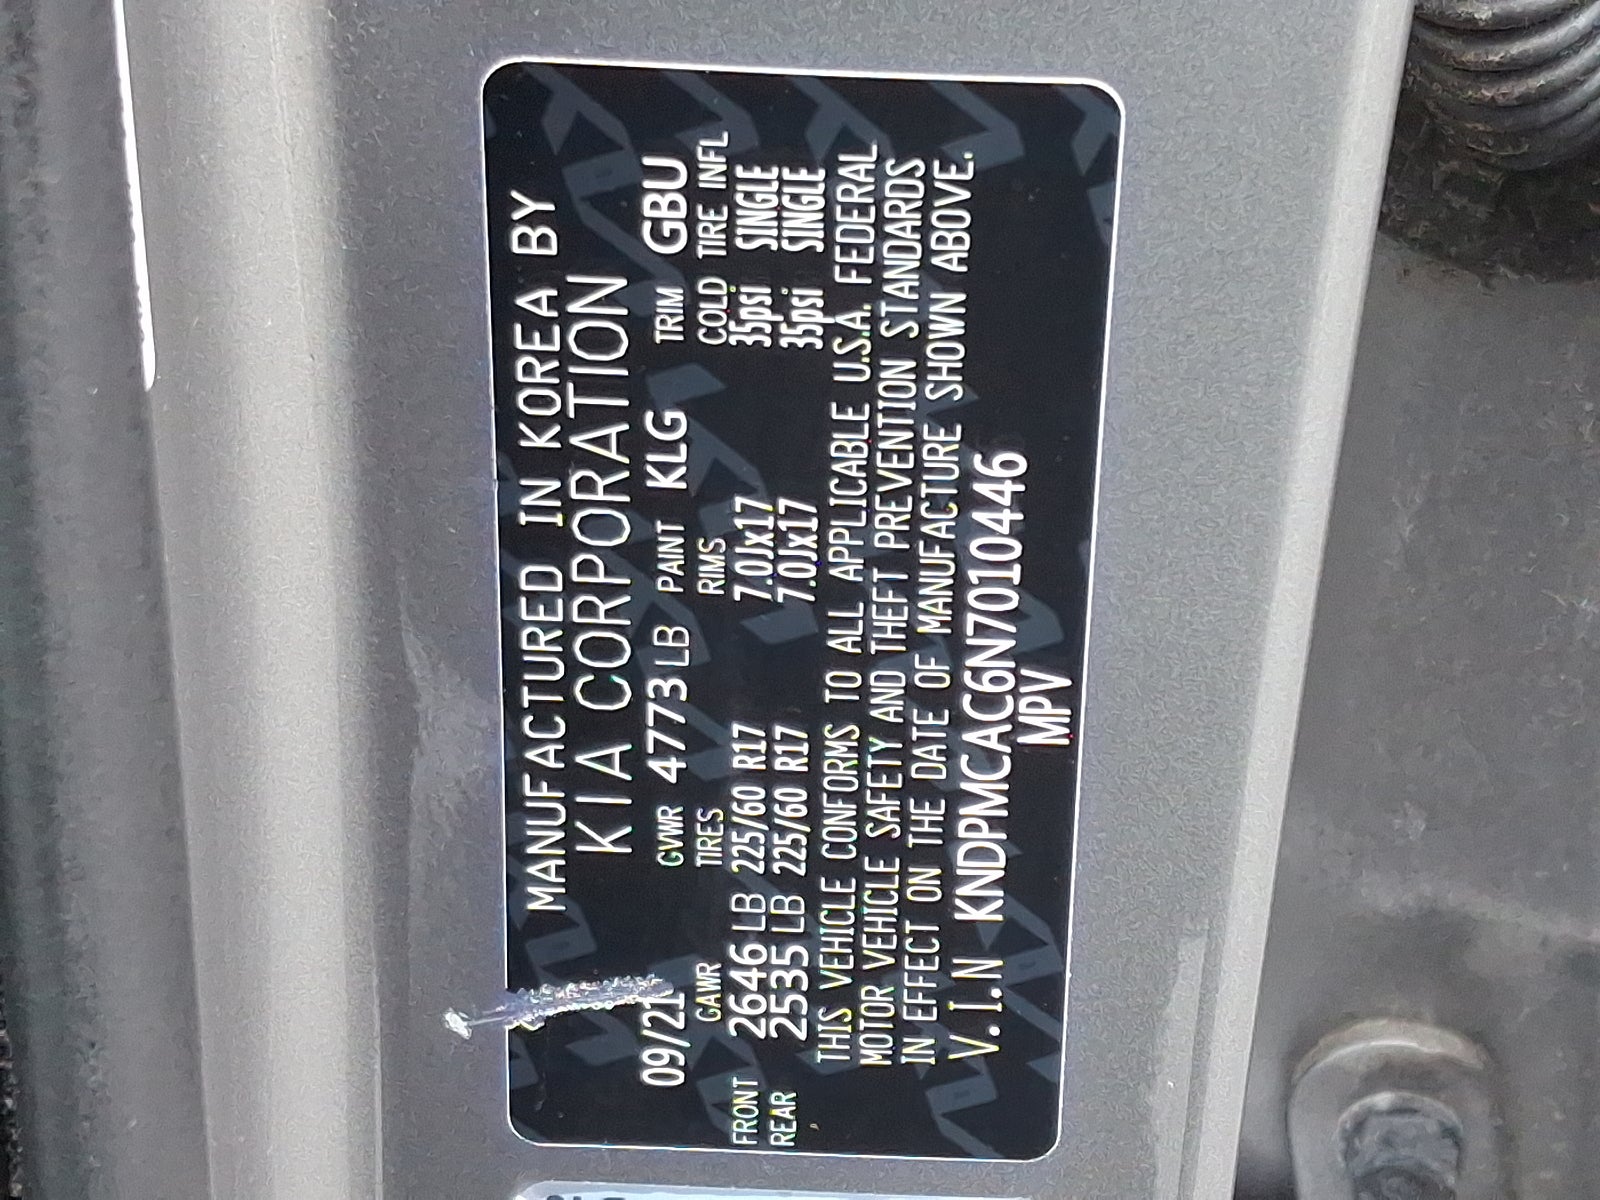 MANUFACTURED IN KOREA BY
KIA CORPORATION
09/21 GVWR 4773 LB PAINT KLG TRIM GBU
GAWR TIRES RIMS COLD TIRE INFL
FRONT 2646 LB 225/60 R17 7.0Jx17 35psi SINGLE
REAR 2535 LB 225/60 R17 7.0Jx17 35psi SINGLE
THIS VEHICLE CONFORMS TO ALL APPLICABLE U.S.A. FEDERAL
MOTOR VEHICLE SAFETY AND THEFT PREVENTION STANDARDS
IN EFFECT ON THE DATE OF MANUFACTURE SHOWN ABOVE.
V.I.N KNDPMCAC6N7010446
MPV